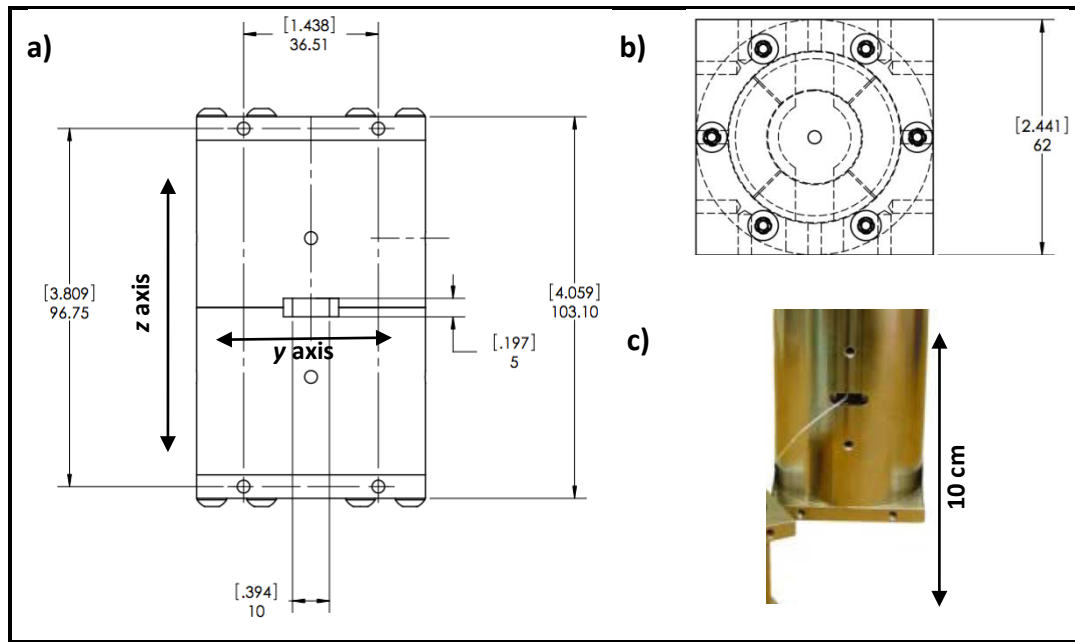 a)
[1.438]
36.51
b)
[2.441]
62
z axis
[3.809]
96.75
[4.059]
103.10
y axis
[.197]
5
c)
10 cm
[.394]
10